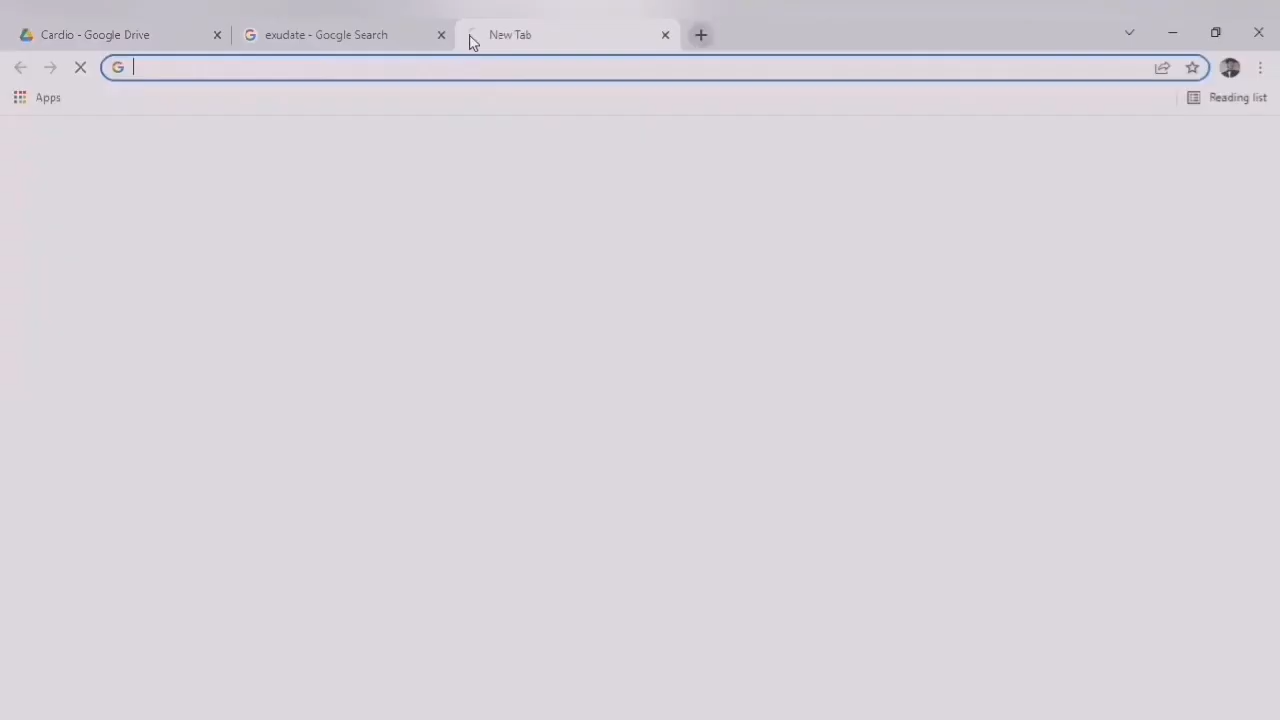 Cardio - Google Drive
exudate - Google Search
New Tab
Apps
Reading list